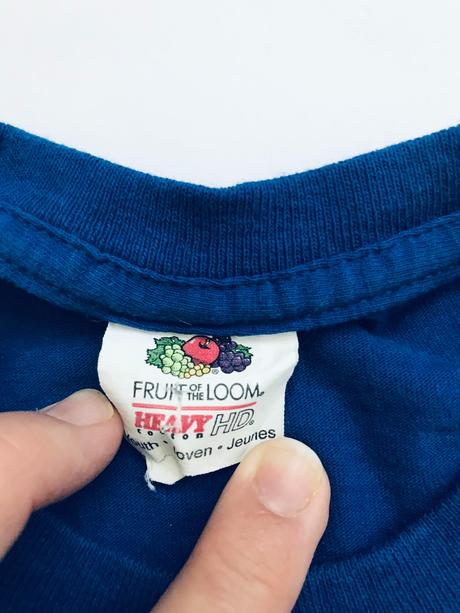 FRUIT OF THE LOOM®
HEAVY HD®
COTTON
Youth • Joven • Jeunes